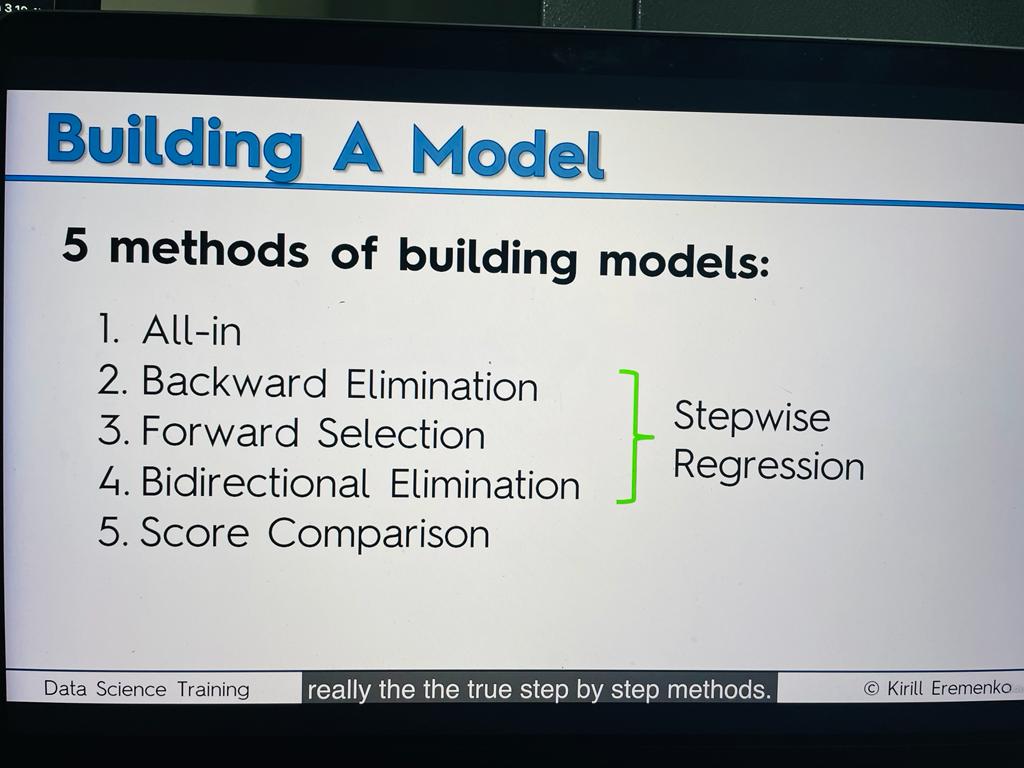 Building A Model
5 methods of building models:
1. All-in
2. Backward Elimination
3. Forward Selection
4. Bidirectional Elimination
5. Score Comparison
Stepwise
Regression
Data Science Training
really the the true step by step methods.
© Kirill Eremenko